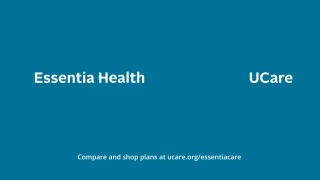 Essentia Health UCare
Compare and shop plans at ucare.org/essentiacare